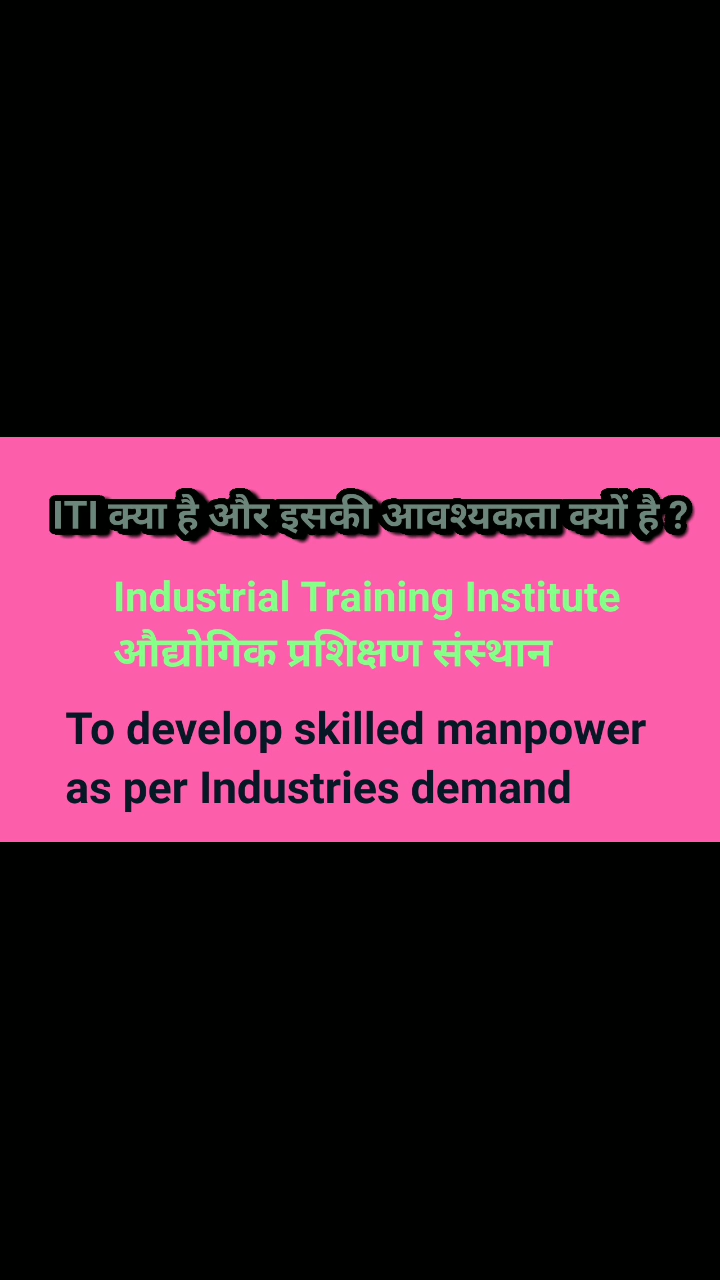 ITI क्या है और इसकी आवश्यकता क्यों है ?
Industrial Training Institute
औद्योगिक प्रशिक्षण संस्थान
To develop skilled manpower
as per Industries demand